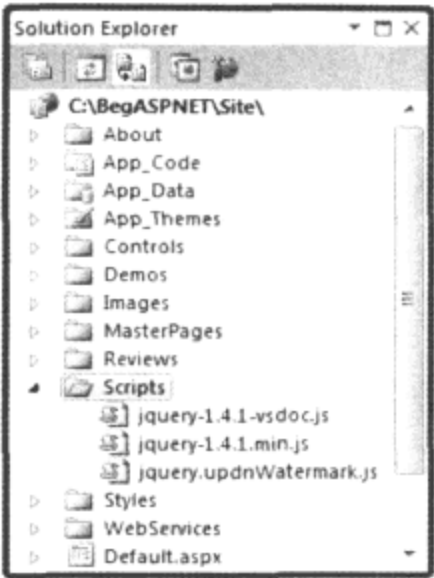 Solution Explorer
C:\BegASPNET\Site\
About
App_Code
App_Data
App_Themes
Controls
Demos
Images
MasterPages
Reviews
Scripts
jquery-1.4.1-vsdoc.js
jquery-1.4.1.min.js
jquery.updnWatermark.js
Styles
WebServices
Default.aspx